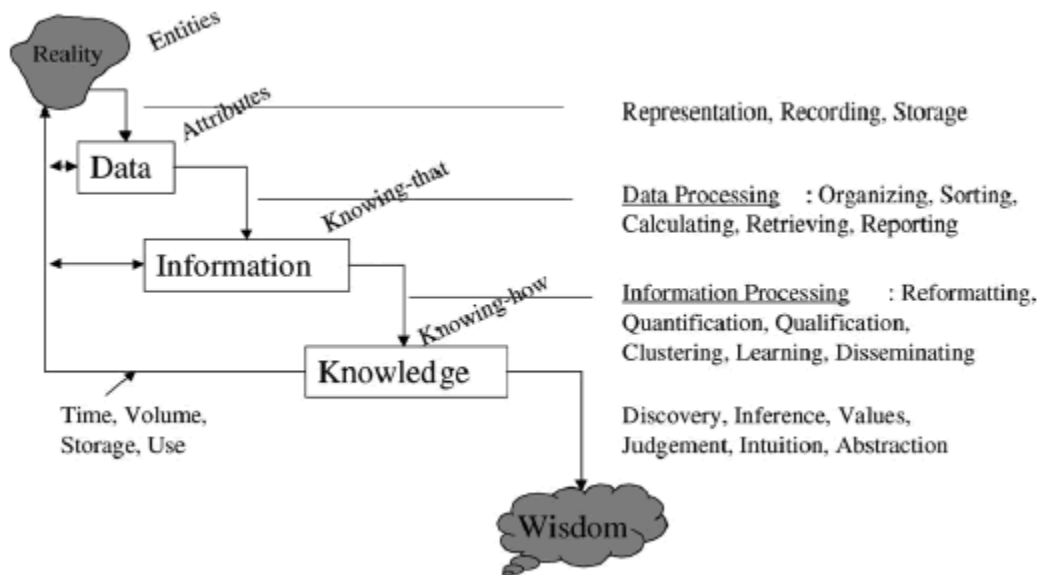 Reality
Entities
Attributes
Representation, Recording, Storage
Data
Knowing-that
Data Processing : Organizing, Sorting,
Calculating, Retrieving, Reporting
Information
Knowing-how
Information Processing : Reformatting,
Quantification, Qualification,
Clustering, Learning, Disseminating
Knowledge
Time, Volume,
Storage, Use
Discovery, Inference, Values,
Judgement, Intuition, Abstraction
Wisdom